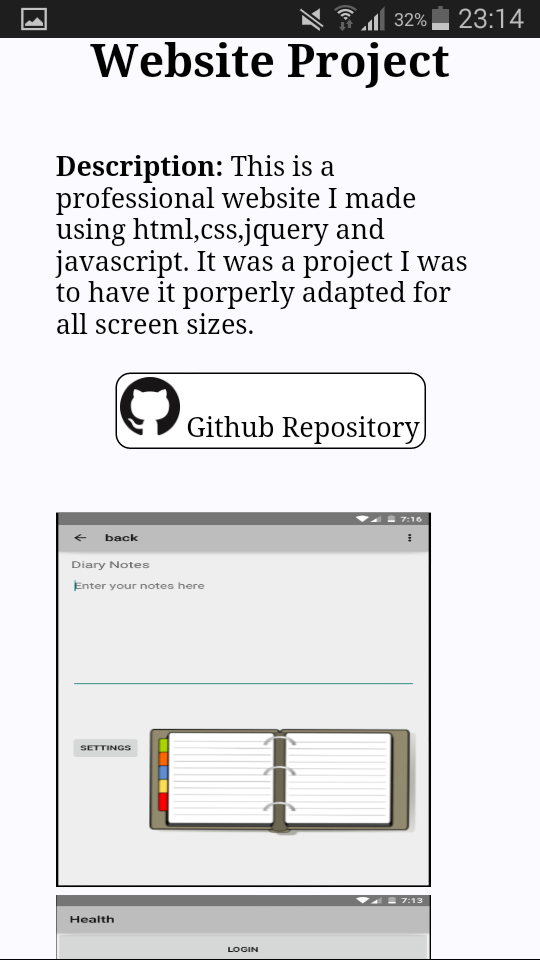 32% 23:14
Website Project
Description: This is a
professional website I made
using html,css,jquery and
javascript. It was a project I was
to have it porperly adapted for
all screen sizes.
Github Repository
7:16
back
Diary Notes
Enter your notes here
SETTINGS
7:13
Health
LOGIN